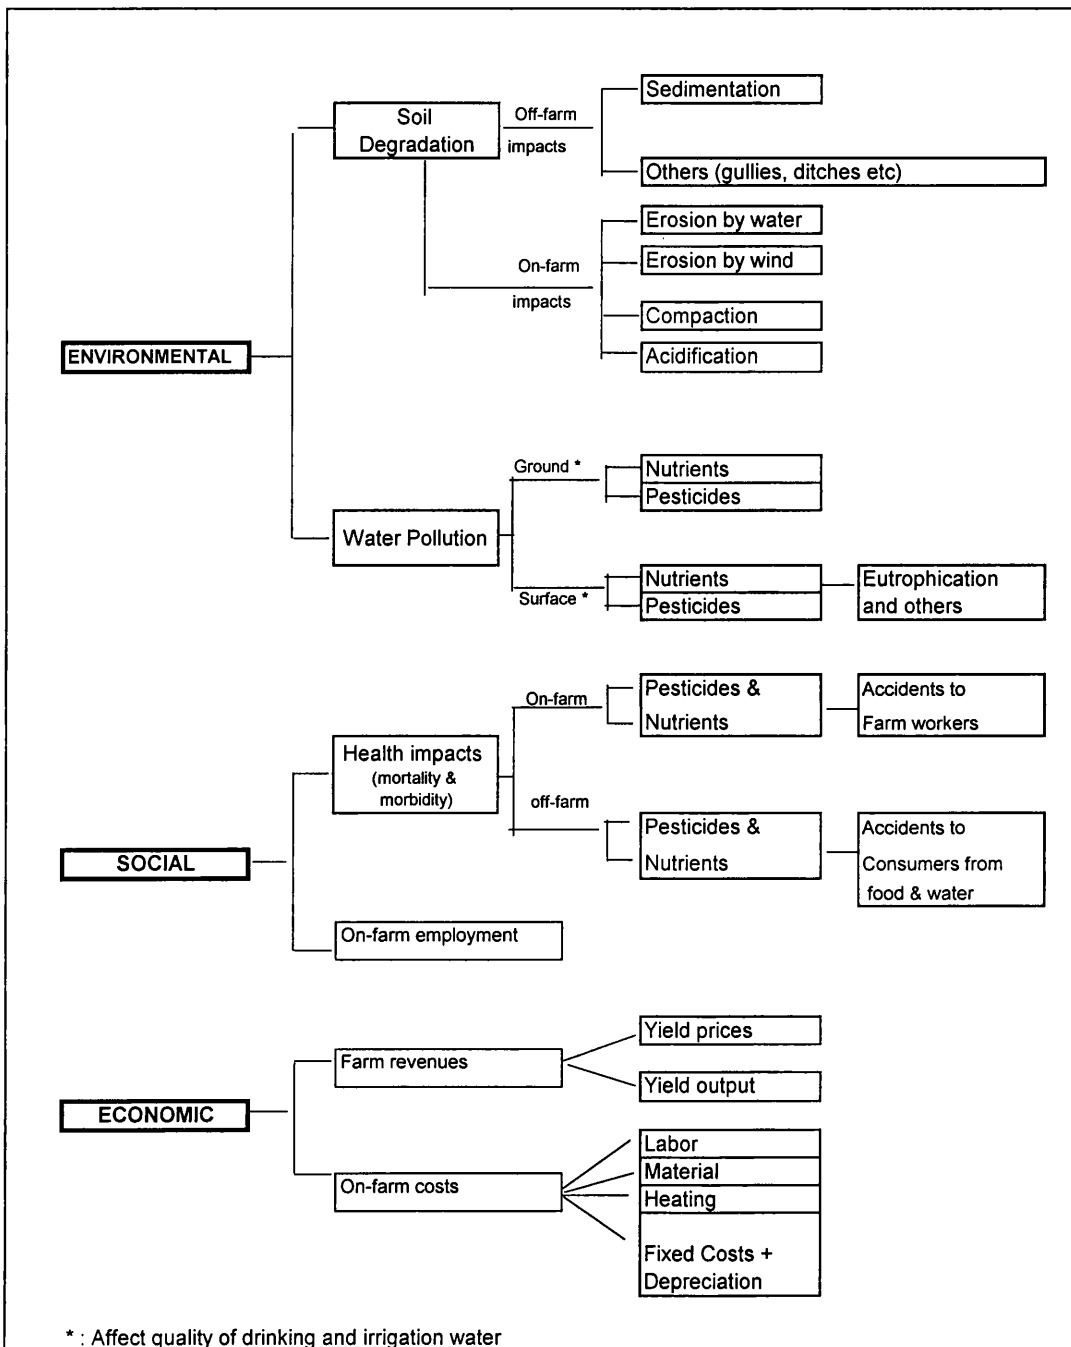 Sedimentation
Soil
Degradation
Off-farm
impacts
Others (gullies, ditches etc)
Erosion by water
Erosion by wind
On-farm
impacts
Compaction
Acidification
ENVIRONMENTAL
Ground *
Nutrients
Pesticides
Water Pollution
Surface *
Nutrients
Pesticides
Eutrophication
and others
On-farm
Pesticides &
Nutrients
Accidents to
Farm workers
Health impacts
(mortality &
morbidity)
off-farm
Pesticides &
Nutrients
Accidents to
Consumers from
food & water
SOCIAL
On-farm employment
Yield prices
Farm revenues
Yield output
ECONOMIC
Labor
Material
On-farm costs
Heating
Fixed Costs +
Depreciation
* : Affect quality of drinking and irrigation water